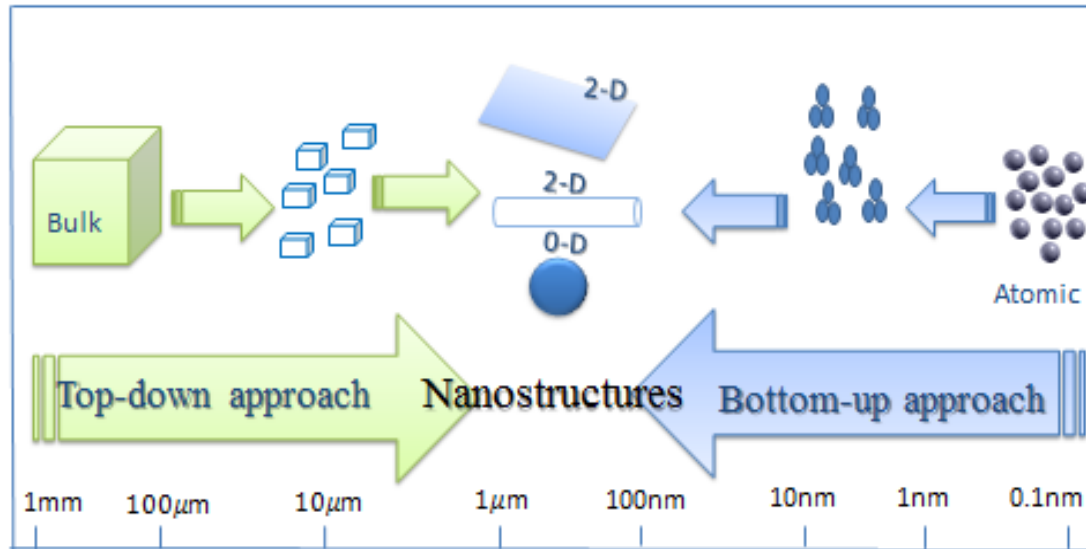 2-D
2-D
0-D
Bulk
Atomic
Top-down approach
Nanostructures
Bottom-up approach
1mm 100μm 10μm 1μm 100nm 10nm 1nm 0.1nm